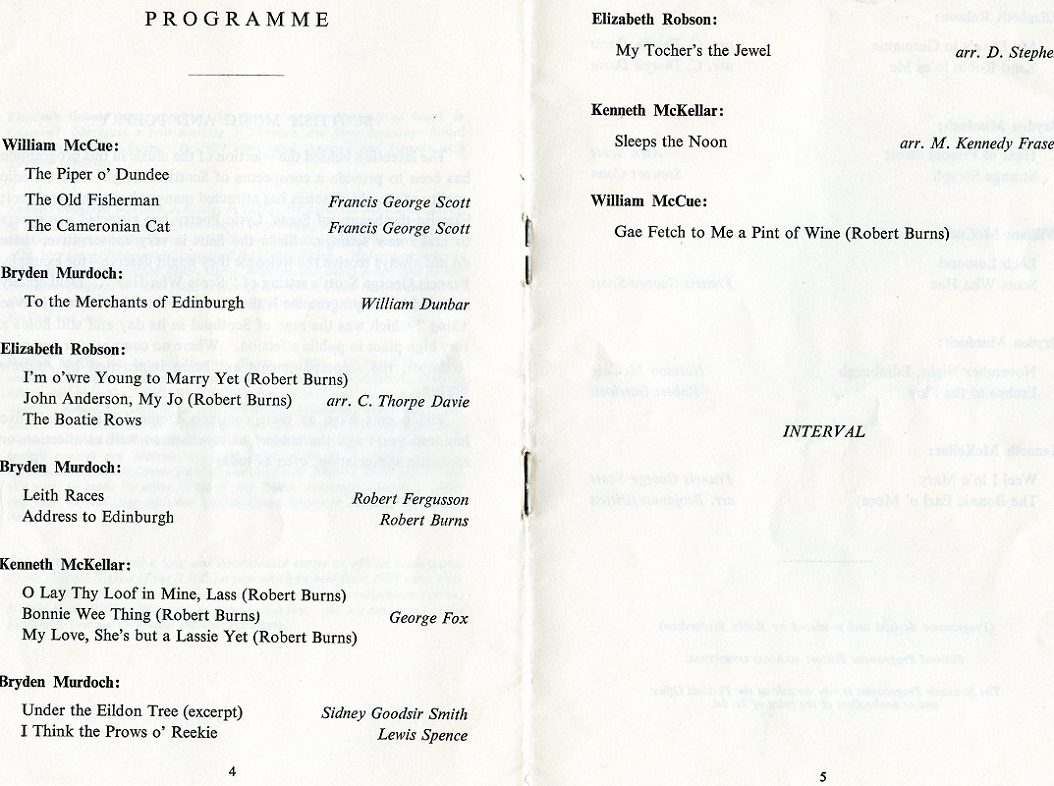 PROGRAMME
William McCue:
The Piper o' Dundee
The Old Fisherman Francis George Scott
The Cameronian Cat Francis George Scott
Bryden Murdoch:
To the Merchants of Edinburgh William Dunbar
Elizabeth Robson:
I'm o'wre Young to Marry Yet (Robert Burns)
John Anderson, My Jo (Robert Burns) arr. C. Thorpe Davie
The Boatie Rows
Bryden Murdoch:
Leith Races Robert Fergusson
Address to Edinburgh Robert Burns
Kenneth McKellar:
O Lay Thy Loof in Mine, Lass (Robert Burns)
Bonnie Wee Thing (Robert Burns) George Fox
My Love, She's but a Lassie Yet (Robert Burns)
Bryden Murdoch:
Under the Eildon Tree (excerpt) Sidney Goodsir Smith
I Think the Prows o' Reekie Lewis Spence
4
Elizabeth Robson:
My Tocher's the Jewel arr. D. Stephe
Kenneth McKellar:
Sleeps the Noon arr. M. Kennedy Frase
William McCue:
Gae Fetch to Me a Pint of Wine (Robert Burns)
INTERVAL
5